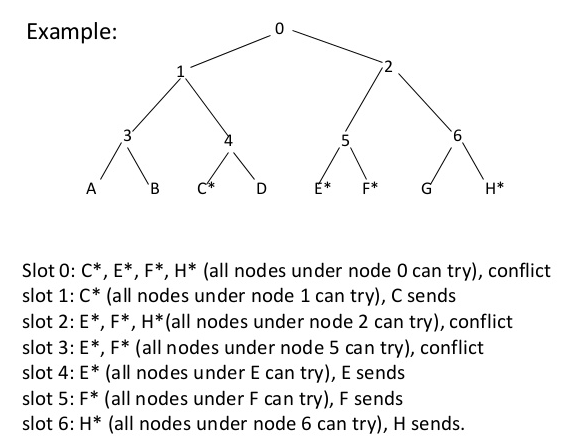 Example:
0
1 2
3 4 5 6
A B C* D E* F* G H*
Slot 0: C*, E*, F*, H* (all nodes under node 0 can try), conflict
slot 1: C* (all nodes under node 1 can try), C sends
slot 2: E*, F*, H*(all nodes under node 2 can try), conflict
slot 3: E*, F* (all nodes under node 5 can try), conflict
slot 4: E* (all nodes under E can try), E sends
slot 5: F* (all nodes under F can try), F sends
slot 6: H* (all nodes under node 6 can try), H sends.